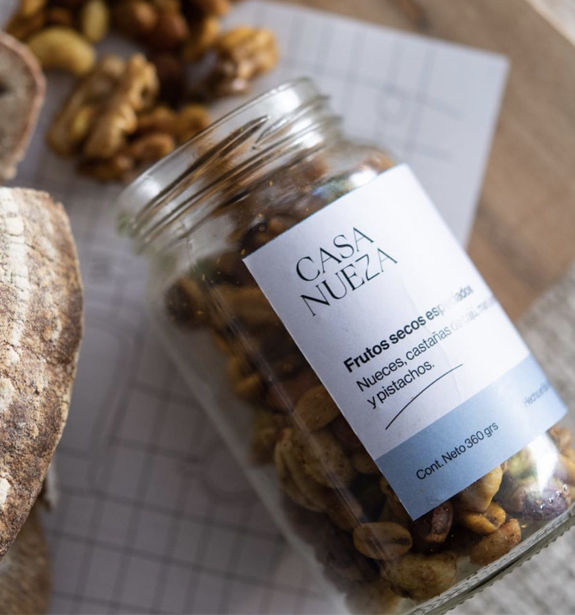 CASA
NUEZA
Frutos secos
Nueces, castañas
y pistachos.
Cont. Neto 360 grs